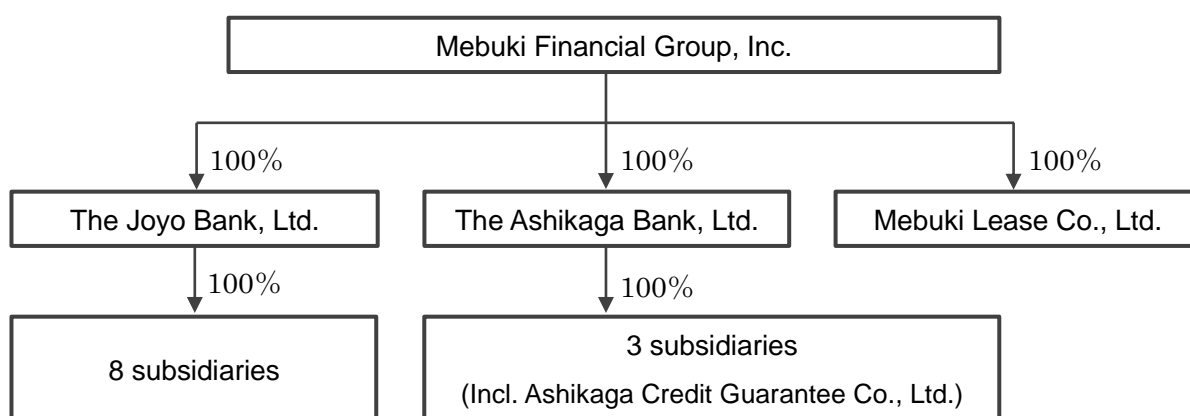 Mebuki Financial Group, Inc.
100%
100%
100%
The Joyo Bank, Ltd.
The Ashikaga Bank, Ltd.
Mebuki Lease Co., Ltd.
100%
100%
8 subsidiaries
3 subsidiaries
(Incl. Ashikaga Credit Guarantee Co., Ltd.)